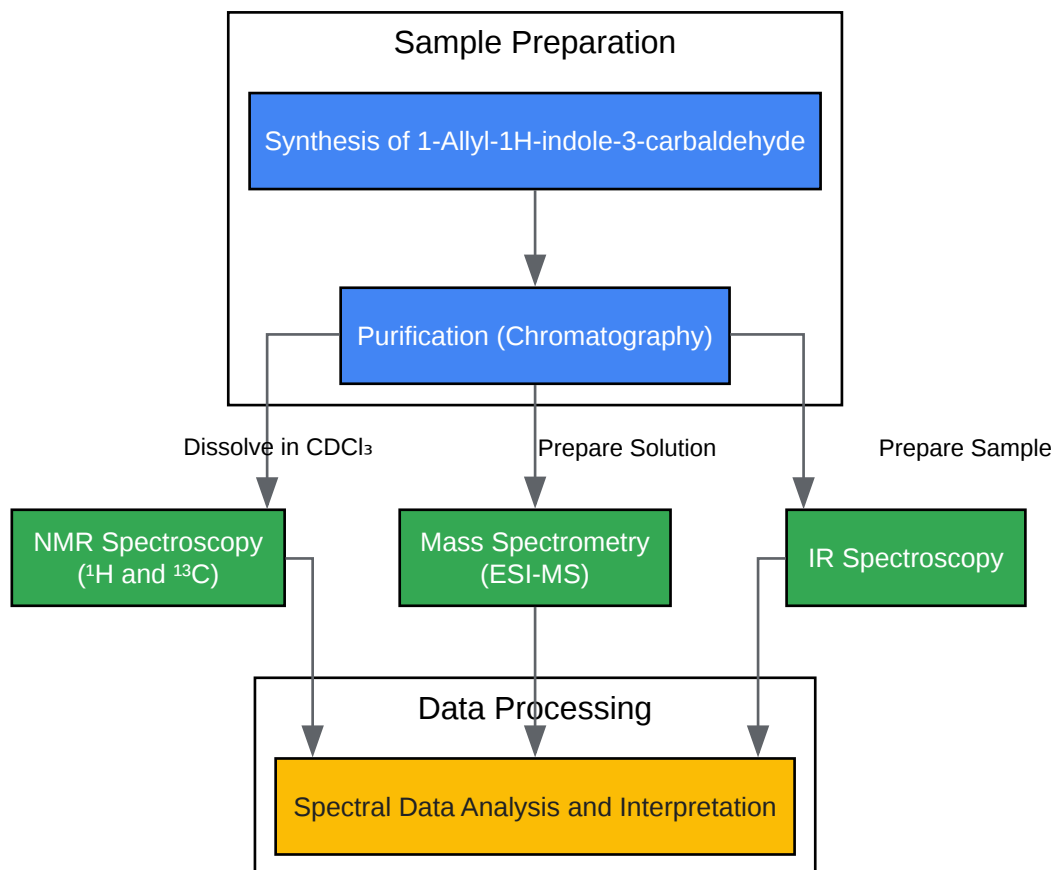 Sample Preparation
Synthesis of 1-Allyl-1H-indole-3-carbaldehyde
Purification (Chromatography)
Dissolve in CDCl₃
Prepare Solution
Prepare Sample
NMR Spectroscopy
(¹H and ¹³C)
Mass Spectrometry
(ESI-MS)
IR Spectroscopy
Data Processing
Spectral Data Analysis and Interpretation